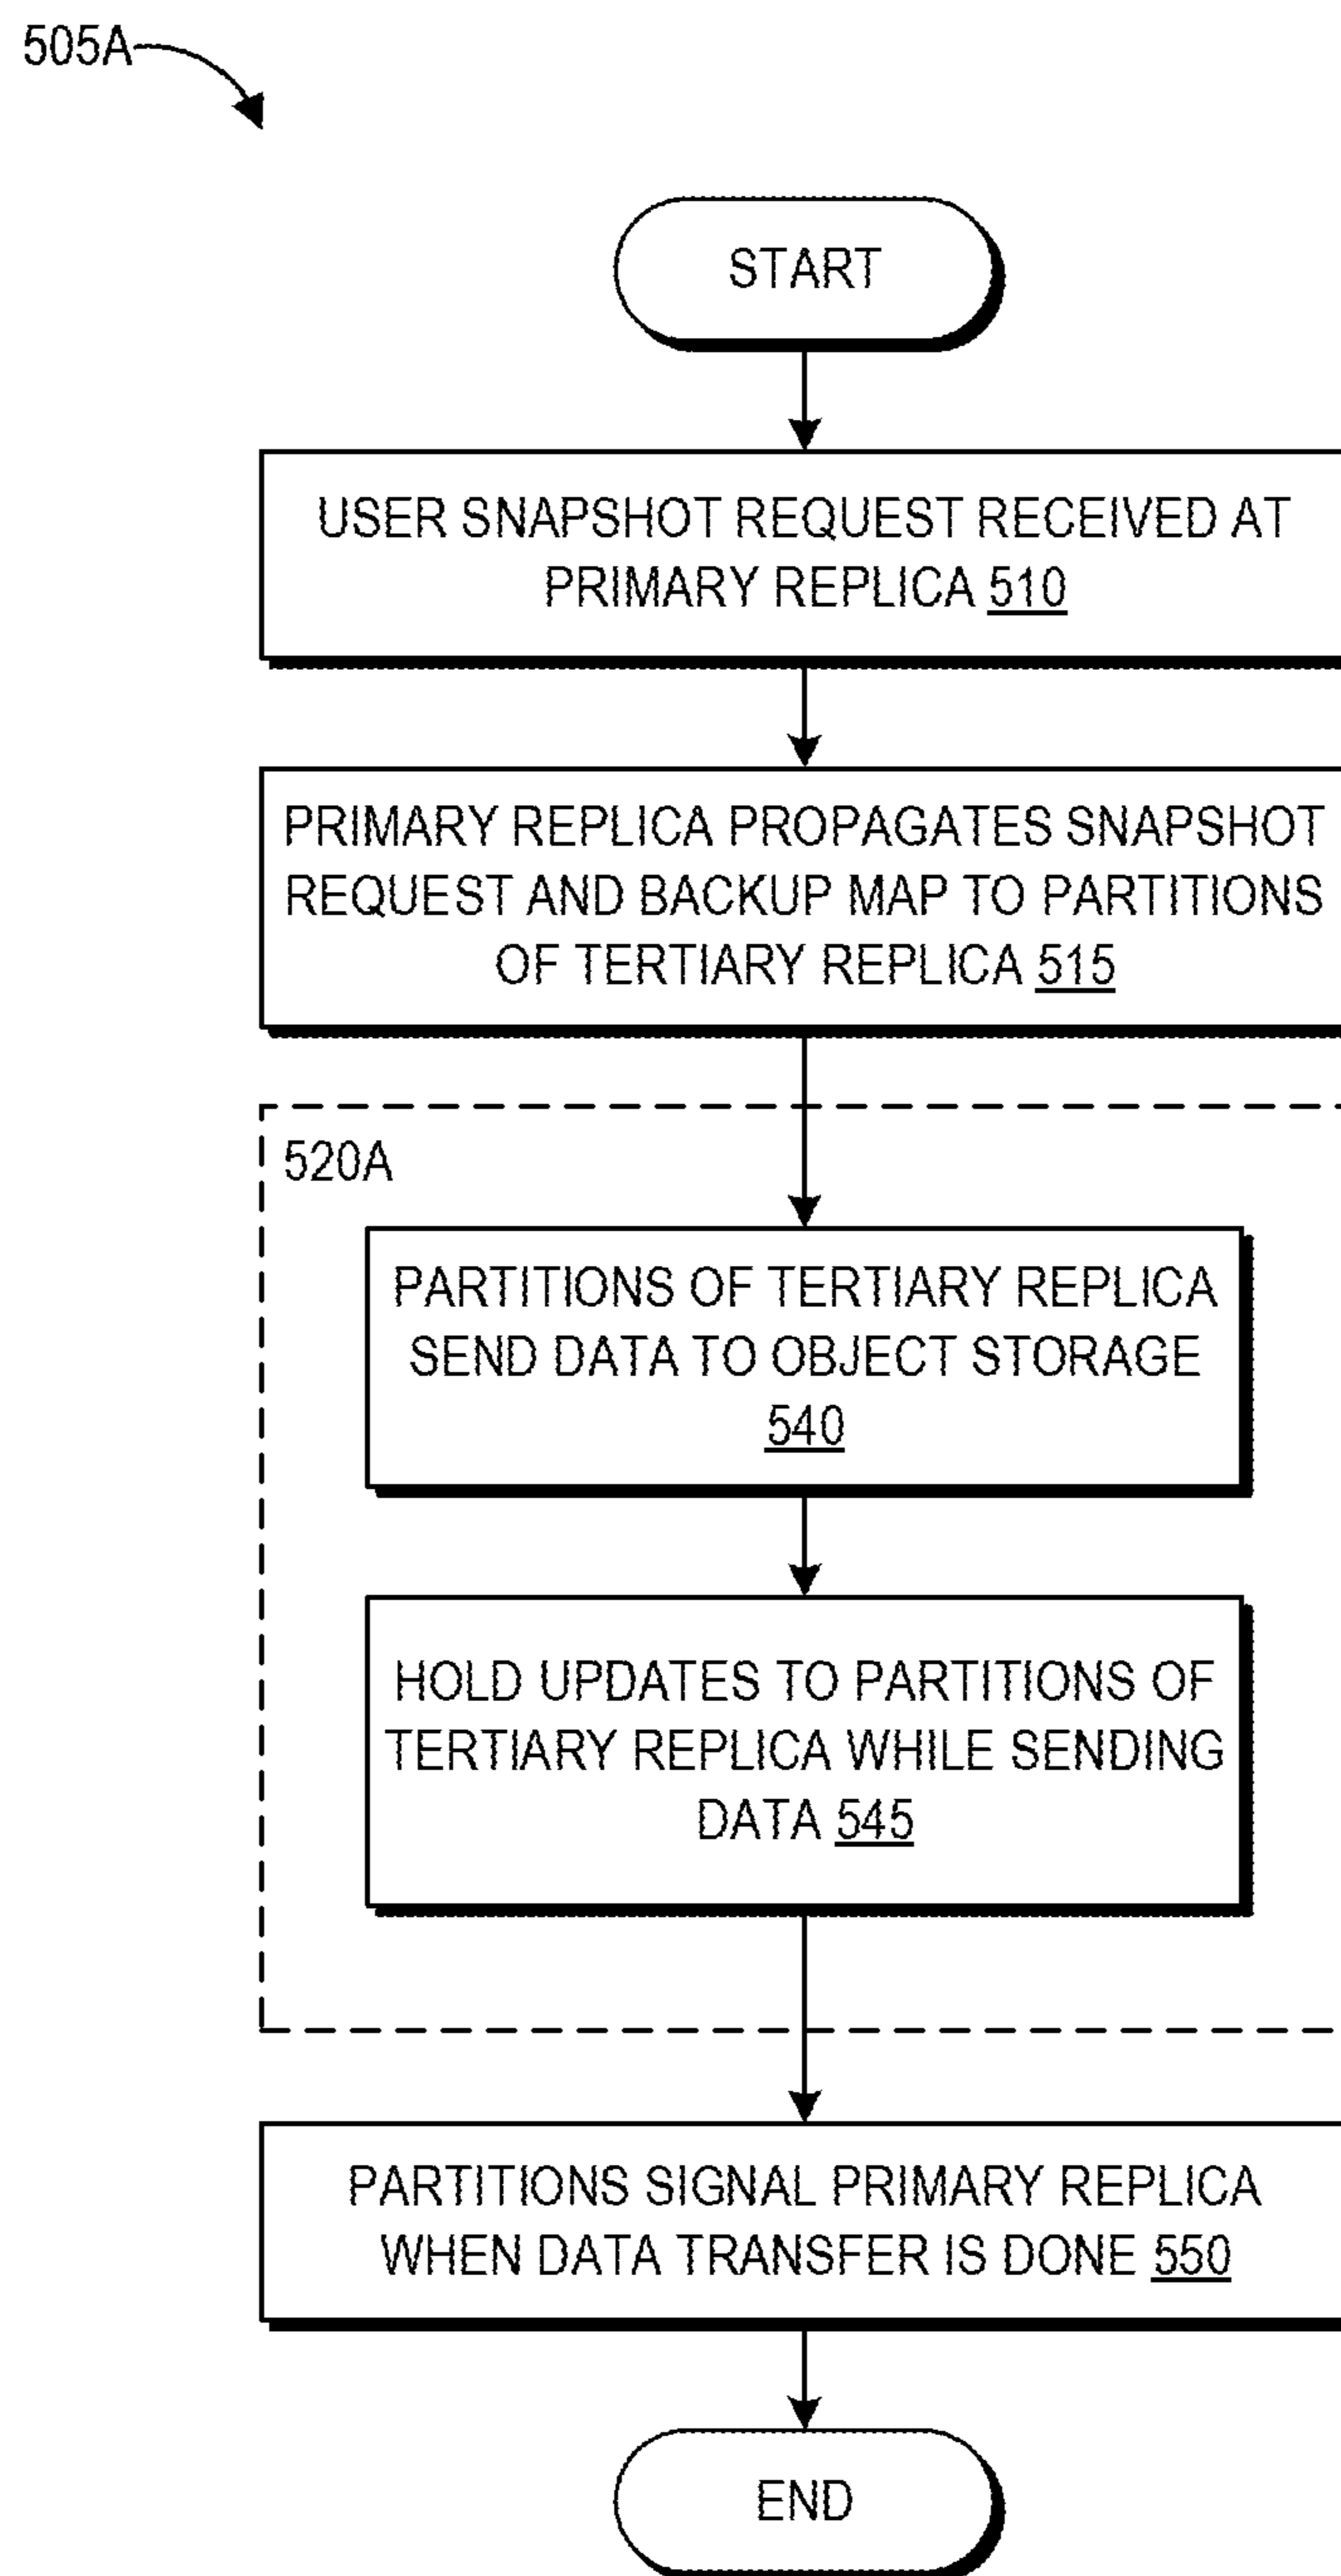 505A
START
USER SNAPSHOT REQUEST RECEIVED AT
PRIMARY REPLICA 510
PRIMARY REPLICA PROPAGATES SNAPSHOT
REQUEST AND BACKUP MAP TO PARTITIONS
OF TERTIARY REPLICA 515
520A
PARTITIONS OF TERTIARY REPLICA
SEND DATA TO OBJECT STORAGE
540
HOLD UPDATES TO PARTITIONS OF
TERTIARY REPLICA WHILE SENDING
DATA 545
PARTITIONS SIGNAL PRIMARY REPLICA
WHEN DATA TRANSFER IS DONE 550
END